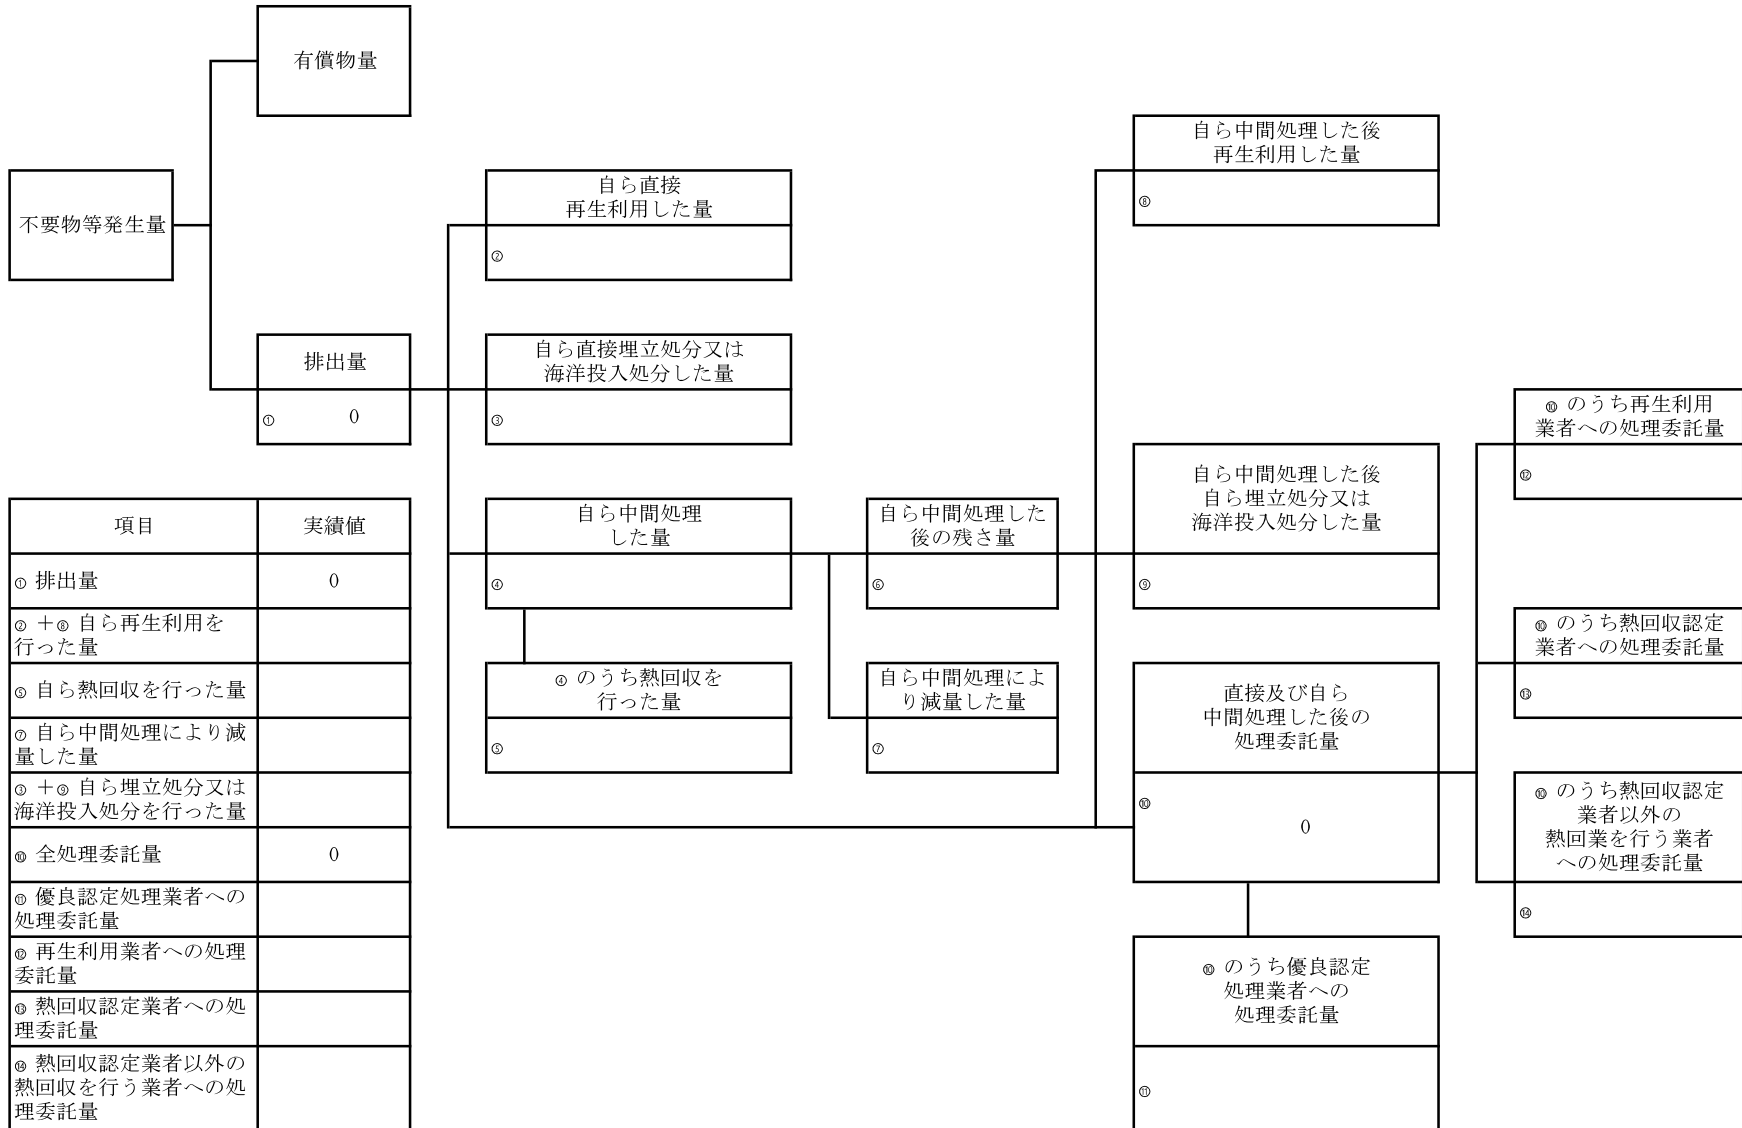 有償物量
不要物等発生量
排出量
① 0
自ら直接
再生利用した量
②
自ら直接埋立処分又は
海洋投入処分した量
③
自ら中間処理
した量
④
④ のうち熱回収を
行った量
⑤
自ら中間処理した
後の残さ量
⑥
自ら中間処理によ
り減量した量
⑦
自ら中間処理した後
再生利用した量
⑧
自ら中間処理した後
自ら埋立処分又は
海洋投入処分した量
⑨
直接及び自ら
中間処理した後の
処理委託量
⑩
0
⑩ のうち優良認定
処理業者への
処理委託量
⑪
⑩ のうち再生利用
業者への処理委託量
⑫
⑩ のうち熱回収認定
業者への処理委託量
⑬
⑩ のうち熱回収認定
業者以外の
熱回業を行う業者
への処理委託量
⑭
項目 実績値
① 排出量 0
② +⑧ 自ら再生利用を
行った量
⑤ 自ら熱回収を行った量
⑦ 自ら中間処理により減
量した量
③ +⑨ 自ら埋立処分又は
海洋投入処分を行った量
⑩ 全処理委託量 0
⑪ 優良認定処理業者への
処理委託量
⑫ 再生利用業者への処理
委託量
⑬ 熱回収認定業者への処
理委託量
⑭ 熱回収認定業者以外の
熱回収を行う業者への処
理委託量